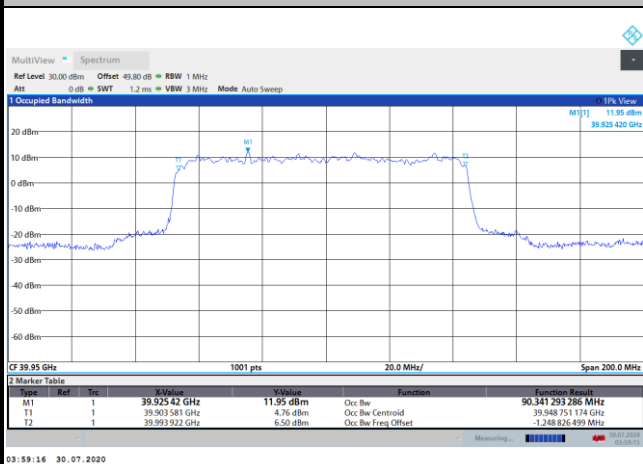 MultiView Spectrum
Ref Level 30.00 dBm Offset 49.80 dB RBW 1 MHz
Att 0 dB SWT 1.2 ms VBW 3 MHz Mode Auto Sweep
1 Occupied Bandwidth 1Pk View
M1[1] 11.95 dBm
39.925 420 GHz
20 dBm
M1
10 dBm
T1
T2
0 dBm
-10 dBm
-20 dBm
-30 dBm
-40 dBm
-50 dBm
-60 dBm
CF 39.95 GHz 1001 pts 20.0 MHz/ Span 200.0 MHz
2 Marker Table
Type Ref Trc X-Value Y-Value Function Function Result
M1 1 39.925 42 GHz 11.95 dBm Occ Bw 90.341 293 286 MHz
T1 1 39.903 581 GHz 4.76 dBm Occ Bw Centroid 39.948 751 174 GHz
T2 1 39.993 922 GHz 6.50 dBm Occ Bw Freq Offset -1.248 826 499 MHz
Measuring... 30.07.2020
03:59:15
03:59:16 30.07.2020